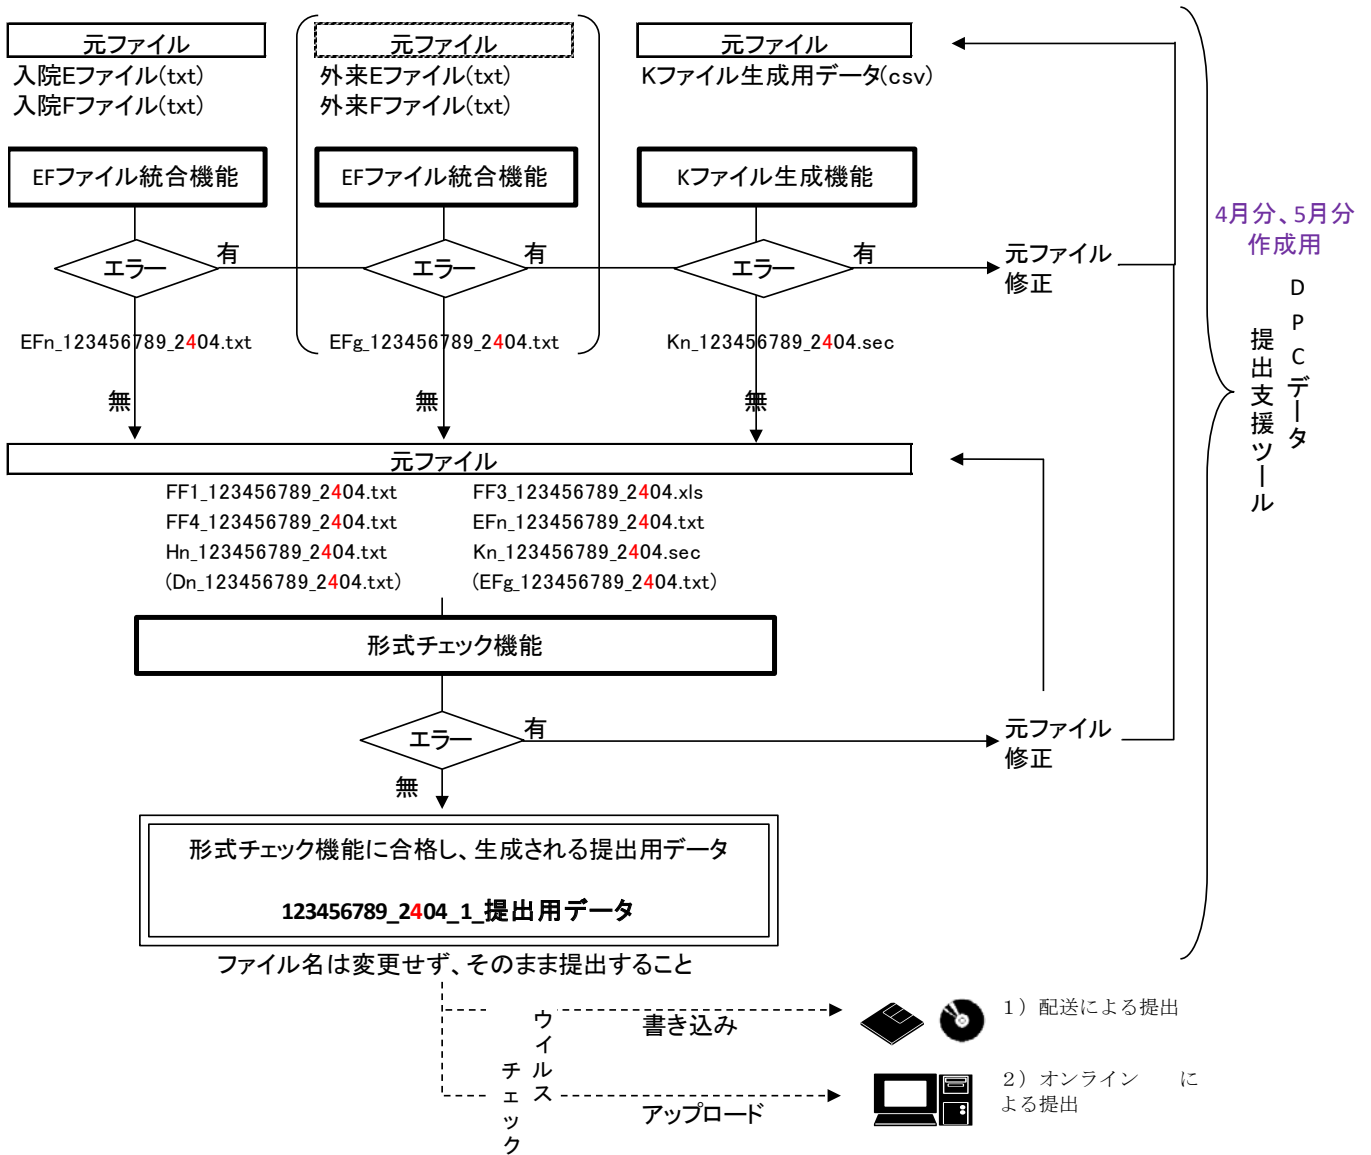 元ファイル
入院Eファイル(txt)
入院Fファイル(txt)
元ファイル
外来Eファイル(txt)
外来Fファイル(txt)
元ファイル
Kファイル生成用データ(csv)
EFファイル統合機能
EFファイル統合機能
Kファイル生成機能
エラー
有
エラー
有
エラー
有
元ファイル
修正
EFn_123456789_2404.txt
EFg_123456789_2404.txt
Kn_123456789_2404.sec
無
無
無
4月分、5月分
作成用
DPCデータ
提出支援ツール
元ファイル
FF1_123456789_2404.txt
FF3_123456789_2404.xls
FF4_123456789_2404.txt
EFn_123456789_2404.txt
Hn_123456789_2404.txt
Kn_123456789_2404.sec
(Dn_123456789_2404.txt)
(EFg_123456789_2404.txt)
形式チェック機能
エラー
有
元ファイル
修正
無
形式チェック機能に合格し、生成される提出用データ
123456789_2404_1_提出用データ
ファイル名は変更せず、そのまま提出すること
ウイルス
チェック
書き込み
1）配送による提出
アップロード
2）オンライン　に
よる提出